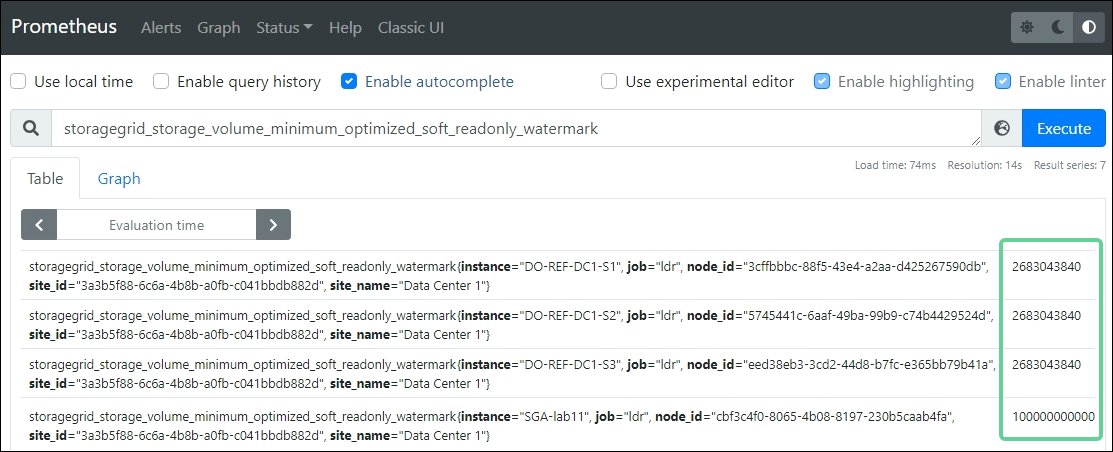 Prometheus Alerts Graph Status Help Classic UI
Use local time Enable query history Enable autocomplete Use experimental editor Enable highlighting Enable linter
storagegrid_storage_volume_minimum_optimized_soft_readonly_watermark Execute
Load time: 74ms Resolution: 14s Result series: 7
Table Graph
Evaluation time
storagegrid_storage_volume_minimum_optimized_soft_readonly_watermark{instance="DO-REF-DC1-S1", job="ldr", node_id="3cffbbbc-88f5-43e4-a2aa-d425267590db", 2683043840
site_id="3a3b5f88-6c6a-4b8b-a0fb-c041bbdb882d", site_name="Data Center 1"}
storagegrid_storage_volume_minimum_optimized_soft_readonly_watermark{instance="DO-REF-DC1-S2", job="ldr", node_id="5745441c-6aaf-49ba-99b9-c74b4429524d", 2683043840
site_id="3a3b5f88-6c6a-4b8b-a0fb-c041bbdb882d", site_name="Data Center 1"}
storagegrid_storage_volume_minimum_optimized_soft_readonly_watermark{instance="DO-REF-DC1-S3", job="ldr", node_id="eed38eb3-3cd2-44d8-b7fc-e365bb79b41a", 2683043840
site_id="3a3b5f88-6c6a-4b8b-a0fb-c041bbdb882d", site_name="Data Center 1"}
storagegrid_storage_volume_minimum_optimized_soft_readonly_watermark{instance="SGA-lab11", job="ldr", node_id="cbf3c4f0-8065-4b08-8197-230b5caab4fa", 100000000000
site_id="3a3b5f88-6c6a-4b8b-a0fb-c041bbdb882d", site_name="Data Center 1"}